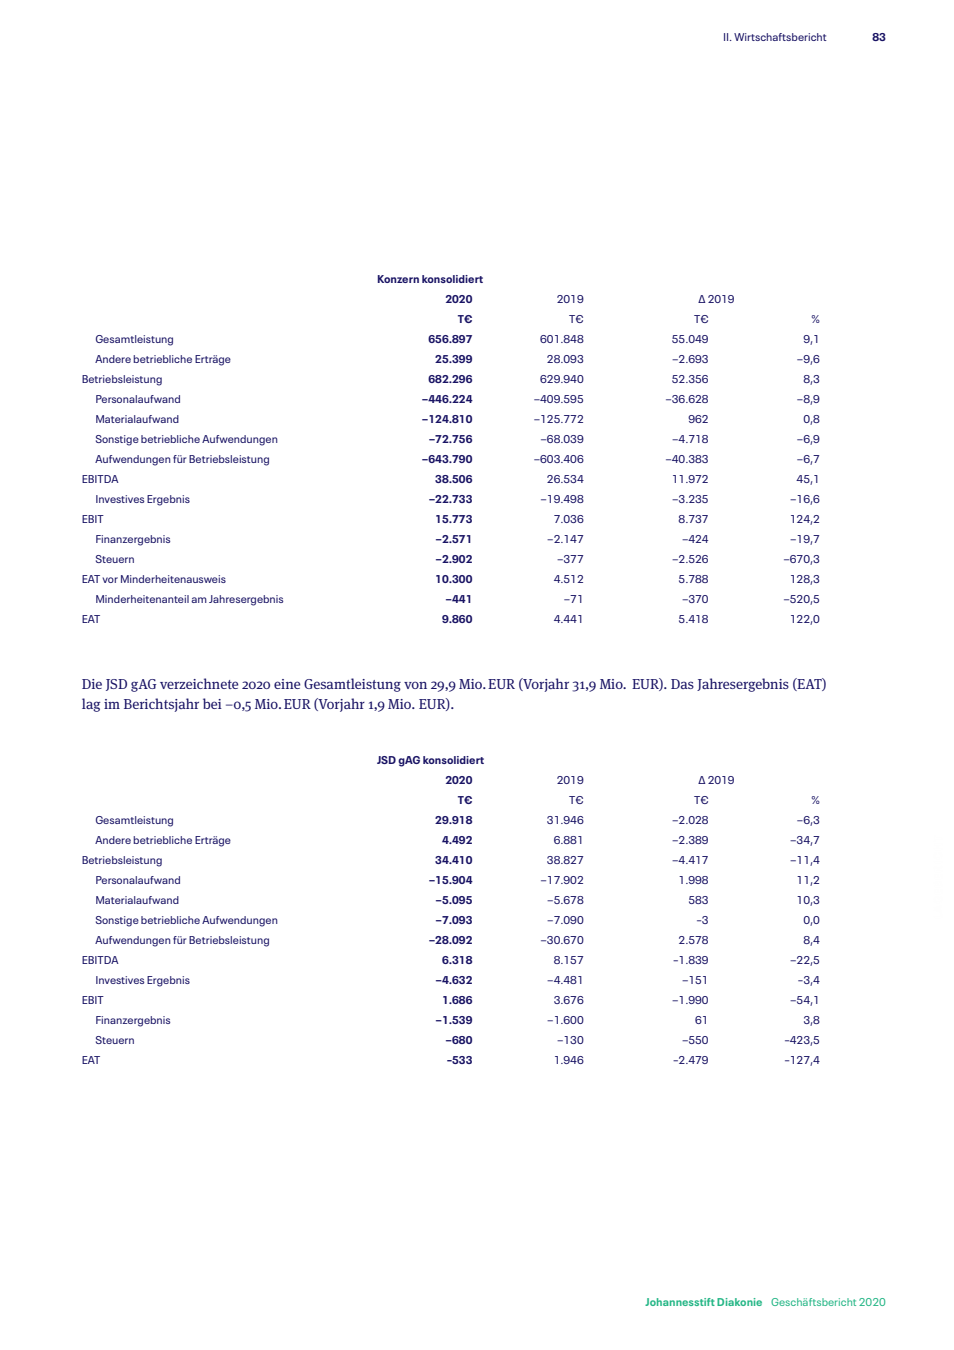 II. Wirtschaftsbericht 83
Konzern konsolidiert
2020 2019 Δ 2019
T€ T€ T€ %
Gesamtleistung 656.897 601.848 55.049 9,1
Andere betriebliche Erträge 25.399 28.093 –2.693 –9,6
Betriebsleistung 682.296 629.940 52.356 8,3
Personalaufwand –446.224 –409.595 –36.628 –8,9
Materialaufwand –124.810 –125.772 962 0,8
Sonstige betriebliche Aufwendungen –72.756 –68.039 –4.718 –6,9
Aufwendungen für Betriebsleistung –643.790 –603.406 –40.383 –6,7
EBITDA 38.506 26.534 11.972 45,1
Investives Ergebnis –22.733 –19.498 –3.235 –16,6
EBIT 15.773 7.036 8.737 124,2
Finanzergebnis –2.571 –2.147 –424 –19,7
Steuern –2.902 –377 –2.526 –670,3
EAT vor Minderheitenausweis 10.300 4.512 5.788 128,3
Minderheitenanteil am Jahresergebnis –441 –71 –370 –520,5
EAT 9.860 4.441 5.418 122,0
Die JSD gAG verzeichnete 2020 eine Gesamtleistung von 29,9 Mio. EUR (Vorjahr 31,9 Mio. EUR). Das Jahresergebnis (EAT)
lag im Berichtsjahr bei –0,5 Mio. EUR (Vorjahr 1,9 Mio. EUR).
JSD gAG konsolidiert
2020 2019 Δ 2019
T€ T€ T€ %
Gesamtleistung 29.918 31.946 –2.028 –6,3
Andere betriebliche Erträge 4.492 6.881 –2.389 –34,7
Betriebsleistung 34.410 38.827 –4.417 –11,4
Personalaufwand –15.904 –17.902 1.998 11,2
Materialaufwand –5.095 –5.678 583 10,3
Sonstige betriebliche Aufwendungen –7.093 –7.090 -3 0,0
Aufwendungen für Betriebsleistung –28.092 –30.670 2.578 8,4
EBITDA 6.318 8.157 -1.839 –22,5
Investives Ergebnis –4.632 –4.481 –151 -3,4
EBIT 1.686 3.676 –1.990 –54,1
Finanzergebnis –1.539 –1.600 61 3,8
Steuern –680 –130 –550 -423,5
EAT -533 1.946 -2.479 -127,4
Johannesstift Diakonie Geschäftsbericht 2020